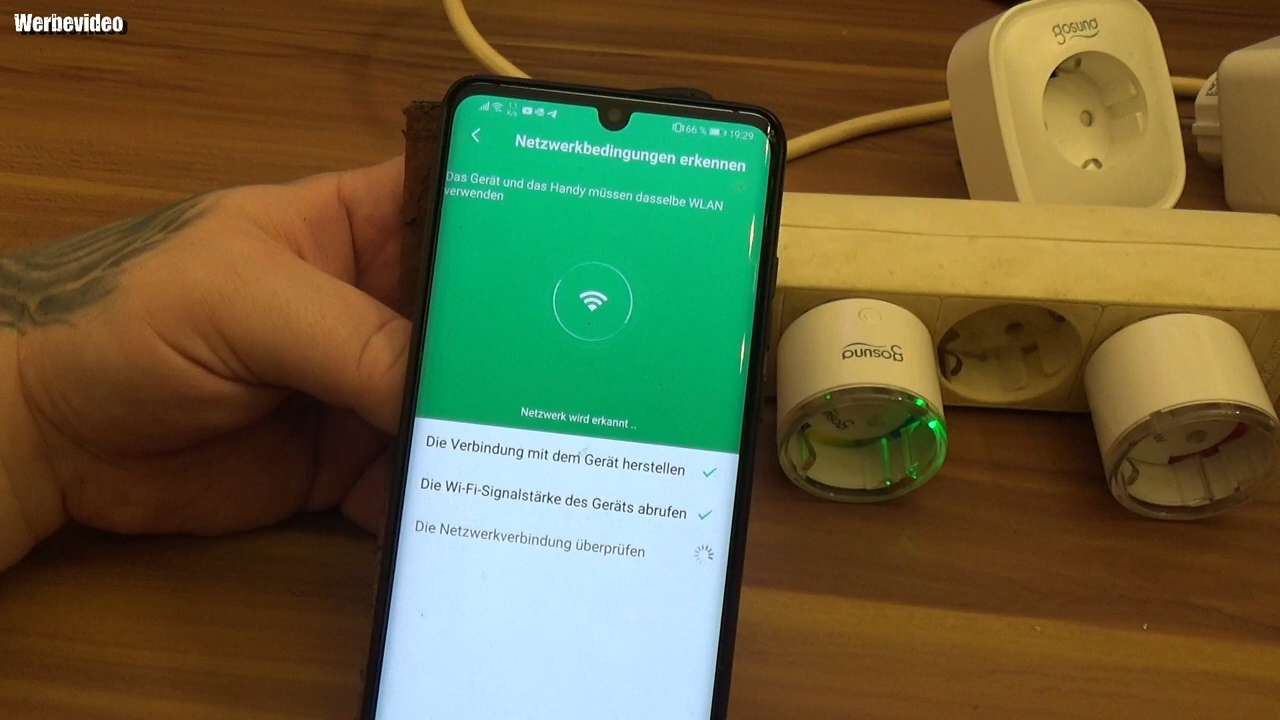 Werbevideo
gosund
66 % 19:29
Netzwerkbedingungen erkennen
Das Gerät und das Handy müssen dasselbe WLAN
verwenden
Netzwerk wird erkannt ..
Die Verbindung mit dem Gerät herstellen
Die Wi-Fi-Signalstärke des Geräts abrufen
Die Netzwerkverbindung überprüfen
gosund
gosund